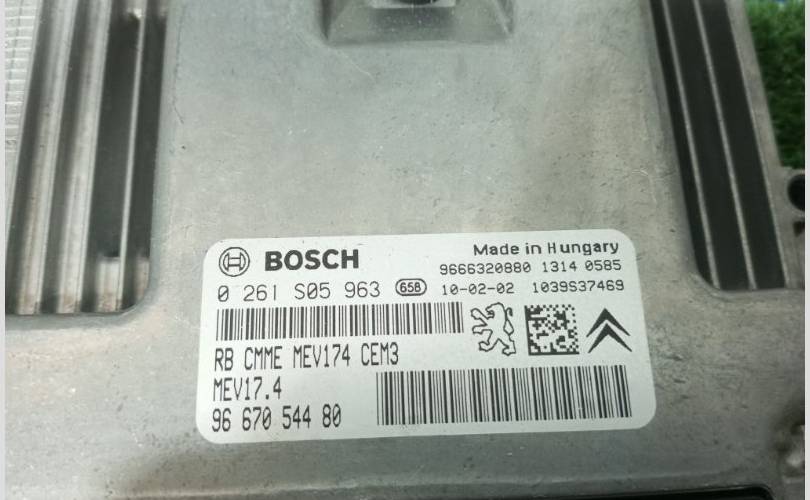 BOSCH
Made in Hungary
9666320880 1314 0585
0 261 S05 963 658 10-02-02 1039S37469
RB CMME MEV174 CEM3
MEV17.4
96 670 544 80